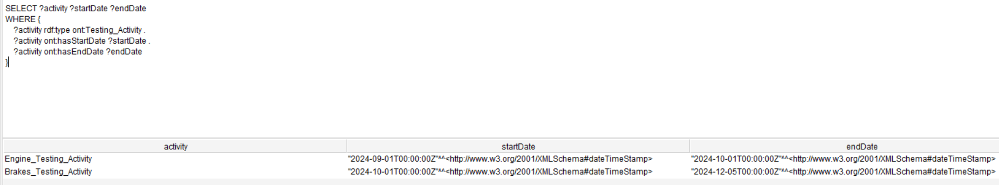 SELECT ?activity ?startDate ?endDate
WHERE {
?activity rdf:type ont:Testing_Activity .
?activity ont:hasStartDate ?startDate .
?activity ont:hasEndDate ?endDate
}
activity startDate endDate
Engine_Testing_Activity "2024-09-01T00:00:00Z"^^<http://www.w3.org/2001/XMLSchema#dateTimeStamp> "2024-10-01T00:00:00Z"^^<http://www.w3.org/2001/XMLSchema#dateTimeStamp>
Brakes_Testing_Activity "2024-10-01T00:00:00Z"^^<http://www.w3.org/2001/XMLSchema#dateTimeStamp> "2024-12-05T00:00:00Z"^^<http://www.w3.org/2001/XMLSchema#dateTimeStamp>